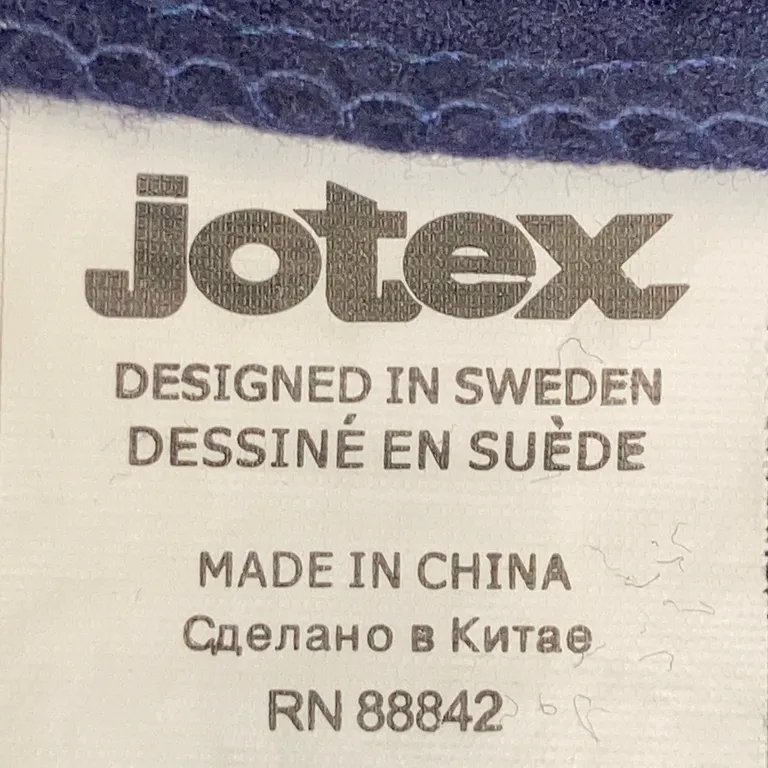 jotex
DESIGNED IN SWEDEN
DESSINÉ EN SUÈDE
MADE IN CHINA
Сделано в Китае
RN 88842